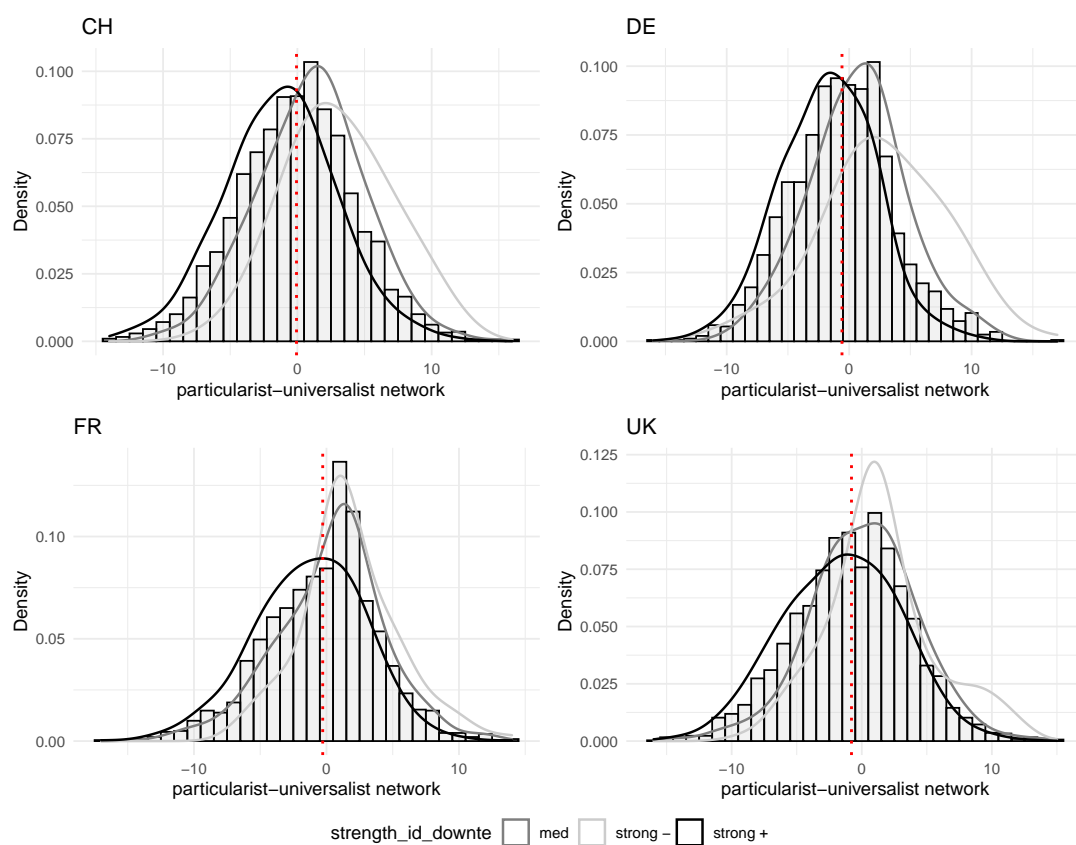 CH
0.100
0.075
0.050
0.025
0.000
Density
−10
0
10
particularist−universalist network
DE
0.100
0.075
0.050
0.025
0.000
Density
−10
0
10
particularist−universalist network
FR
0.10
0.05
0.00
Density
−10
0
10
particularist−universalist network
UK
0.125
0.100
0.075
0.050
0.025
0.000
Density
−10
0
10
particularist−universalist network
strength_id_downte med strong − strong +